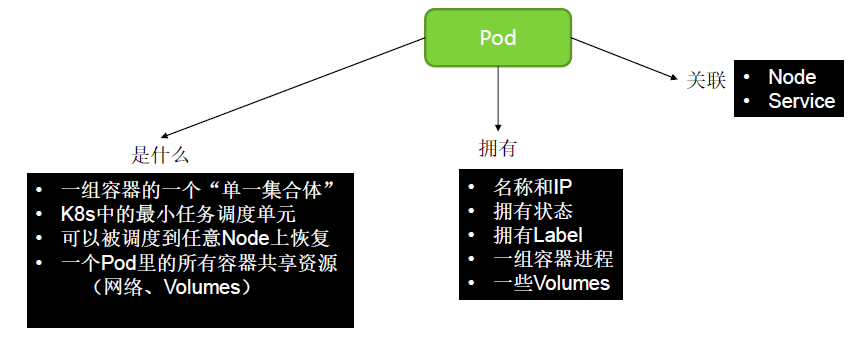 Pod
关联
• Node
• Service
是什么
• 一组容器的一个“单一集合体”
• K8s中的最小任务调度单元
• 可以被调度到任意Node上恢复
• 一个Pod里的所有容器共享资源
（网络、Volumes）
拥有
• 名称和IP
• 拥有状态
• 拥有Label
• 一组容器进程
• 一些Volumes